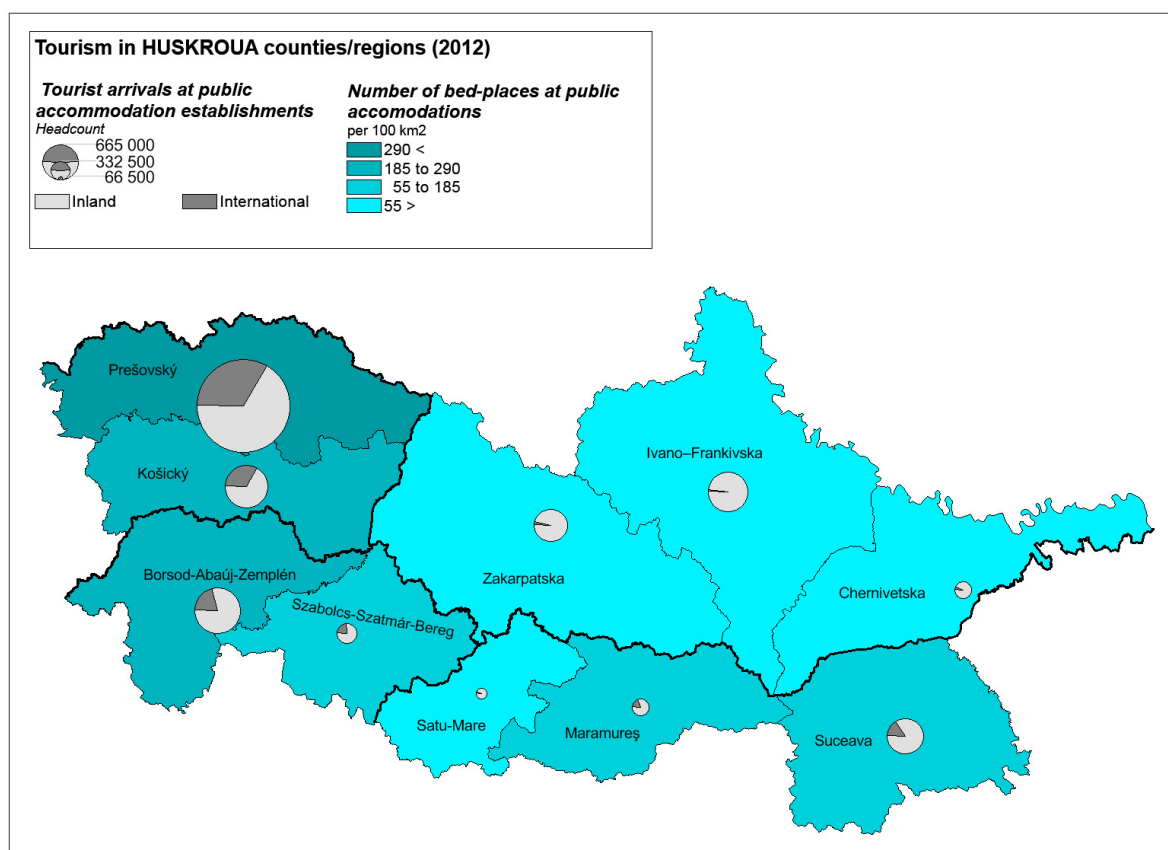 Tourism in HUSKROUA counties/regions (2012)
Tourist arrivals at public
accommodation establishments
Headcount
665 000
332 500
66 500
Inland
International
Number of bed-places at public
accomodations
per 100 km2
290 <
185 to 290
55 to 185
55 >
Prešovský
Košický
Ivano–Frankivska
Borsod-Abaúj-Zemplén
Zakarpatska
Chernivetska
Szabolcs-Szatmár-Bereg
Satu-Mare
Maramureş
Suceava